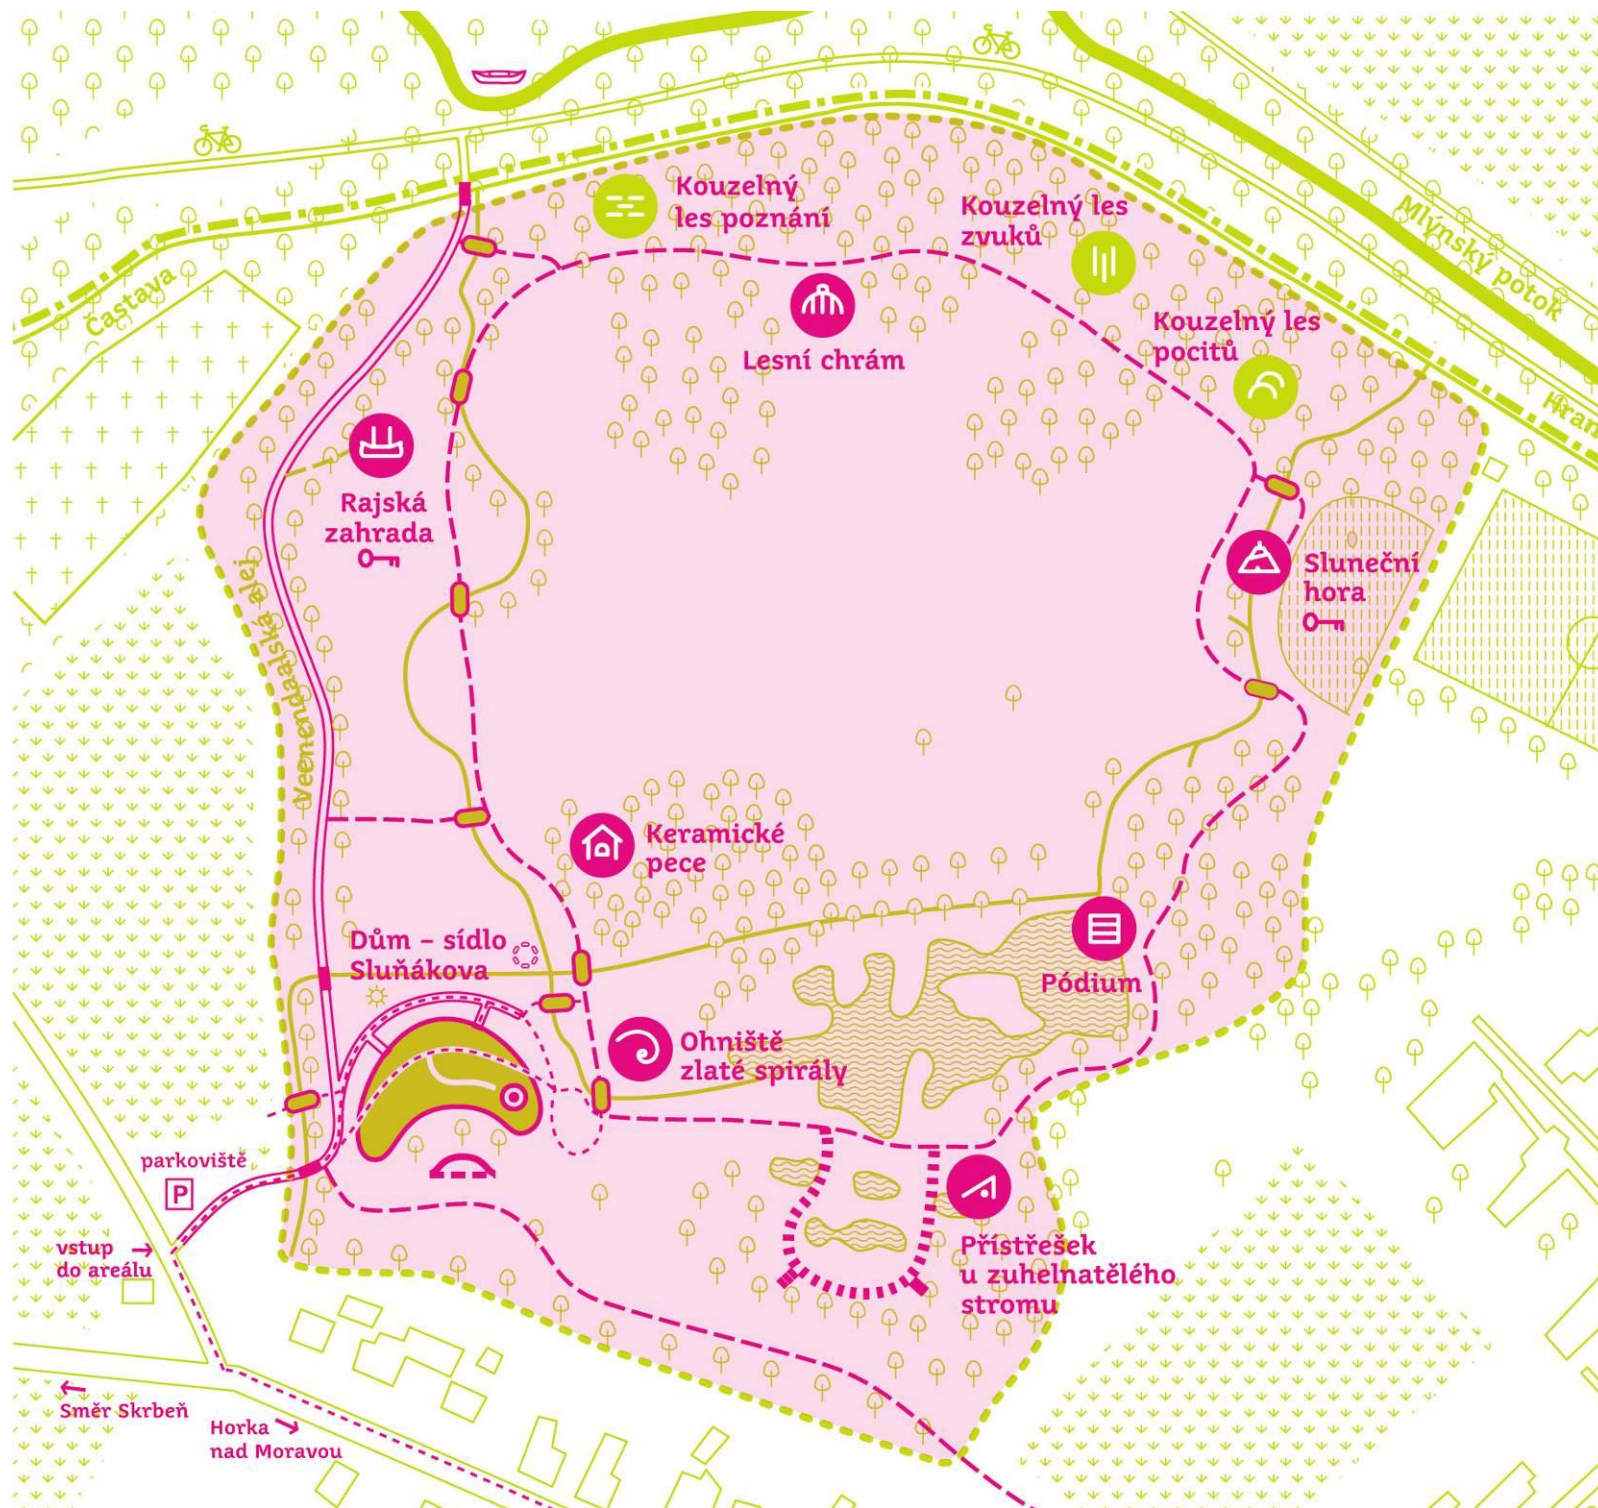 Kouzelný
les poznání
Kouzelný les
zvuků
Mlýnský potok
Častava
Kouzelný les
pocitů
Lesní chrám
Hran
Rajská
zahrada
Sluneční
hora
Veenendaalská alej
Keramické
pece
Dům – sídlo
Sluňákova
Pódium
Ohniště
zlaté spirály
parkoviště
P
vstup →
do areálu
Přístřešek
u zuhelnatělého
stromu
←
Směr Skrbeň
Horka →
nad Moravou